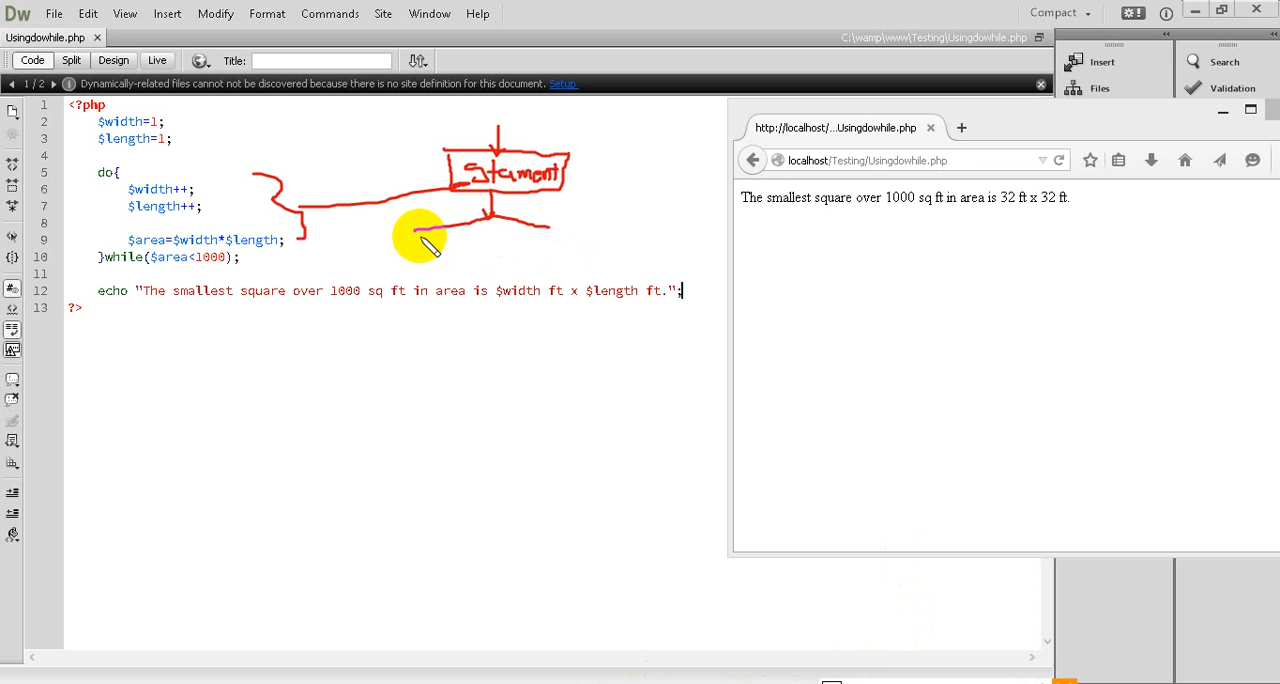 Dw File Edit View Insert Modify Format Commands Site Window Help Compact
Usingdowhile.php × C:\wamp\www\Testing\Usingdowhile.php
Code Split Design Live Title:
1 / 2 Dynamically-related files cannot not be discovered because there is no site definition for this document. Setup
Insert Search
Files Validation
1 <?php
2 $width=1;
3 $length=1;
4
5 do{
6 $width++;
7 $length++;
8
9 $area=$width*$length;
10 }while($area<1000);
11
12 echo "The smallest square over 1000 sq ft in area is $width ft x $length ft.";
13 ?>
Stament
http://localhost/...Usingdowhile.php × +
localhost/Testing/Usingdowhile.php
The smallest square over 1000 sq ft in area is 32 ft x 32 ft.